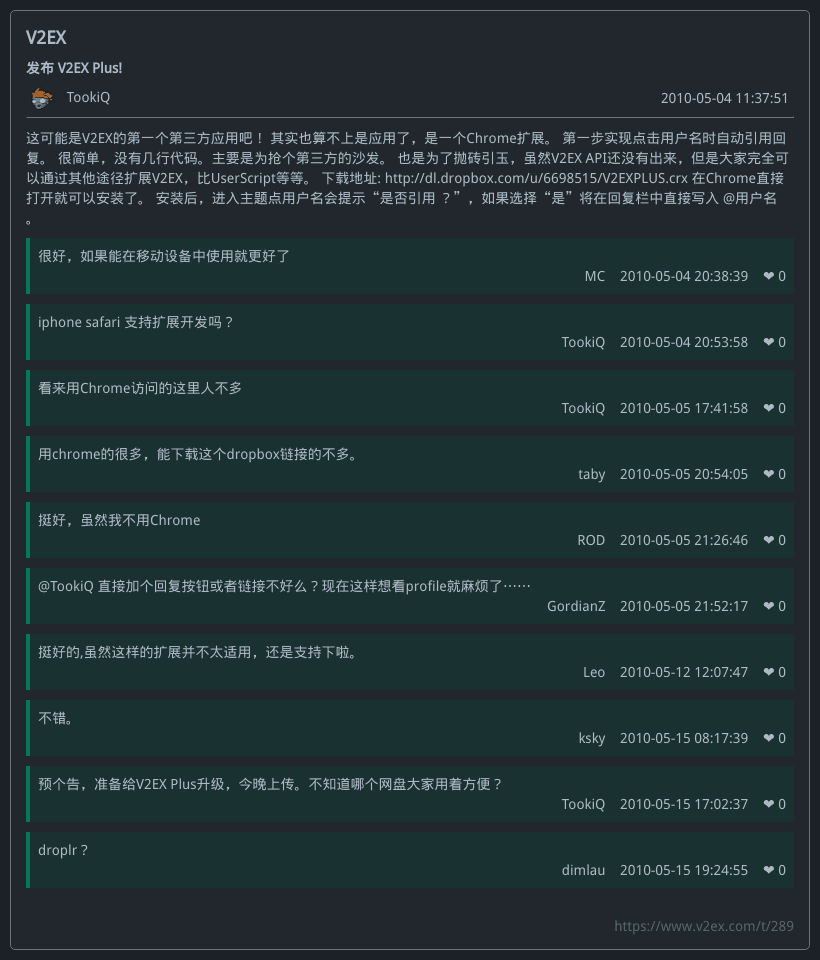 V2EX
发布 V2EX Plus!
TookiQ
2010-05-04 11:37:51
这可能是V2EX的第一个第三方应用吧！ 其实也算不上是应用了，是一个Chrome扩展。 第一步实现点击用户名时自动引用回
复。 很简单，没有几行代码。主要是为抢个第三方的沙发。 也是为了抛砖引玉，虽然V2EX API还没有出来，但是大家完全可
以通过其他途径扩展V2EX，比UserScript等等。 下载地址: http://dl.dropbox.com/u/6698515/V2EXPLUS.crx 在Chrome直接
打开就可以安装了。 安装后，进入主题点用户名会提示“是否引用 ？”，如果选择“是”将在回复栏中直接写入 @用户名
。
很好，如果能在移动设备中使用就更好了
MC 2010-05-04 20:38:39 ❤ 0
iphone safari 支持扩展开发吗？
TookiQ 2010-05-04 20:53:58 ❤ 0
看来用Chrome访问的这里人不多
TookiQ 2010-05-05 17:41:58 ❤ 0
用chrome的很多，能下载这个dropbox链接的不多。
taby 2010-05-05 20:54:05 ❤ 0
挺好，虽然我不用Chrome
ROD 2010-05-05 21:26:46 ❤ 0
@TookiQ 直接加个回复按钮或者链接不好么？现在这样想看profile就麻烦了……
GordianZ 2010-05-05 21:52:17 ❤ 0
挺好的,虽然这样的扩展并不太适用，还是支持下啦。
Leo 2010-05-12 12:07:47 ❤ 0
不错。
ksky 2010-05-15 08:17:39 ❤ 0
预个告，准备给V2EX Plus升级，今晚上传。不知道哪个网盘大家用着方便？
TookiQ 2010-05-15 17:02:37 ❤ 0
droplr？
dimlau 2010-05-15 19:24:55 ❤ 0
https://www.v2ex.com/t/289